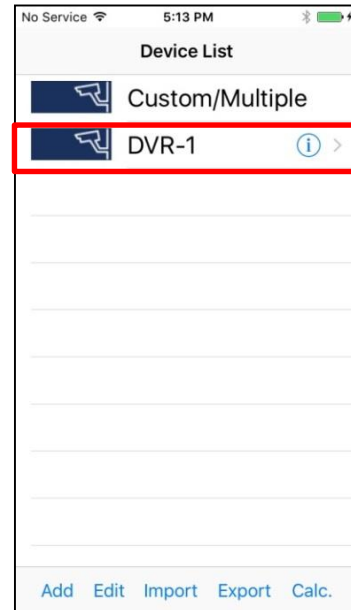 No Service 5:13 PM
Device List
Custom/Multiple
DVR-1
Add Edit Import Export Calc.